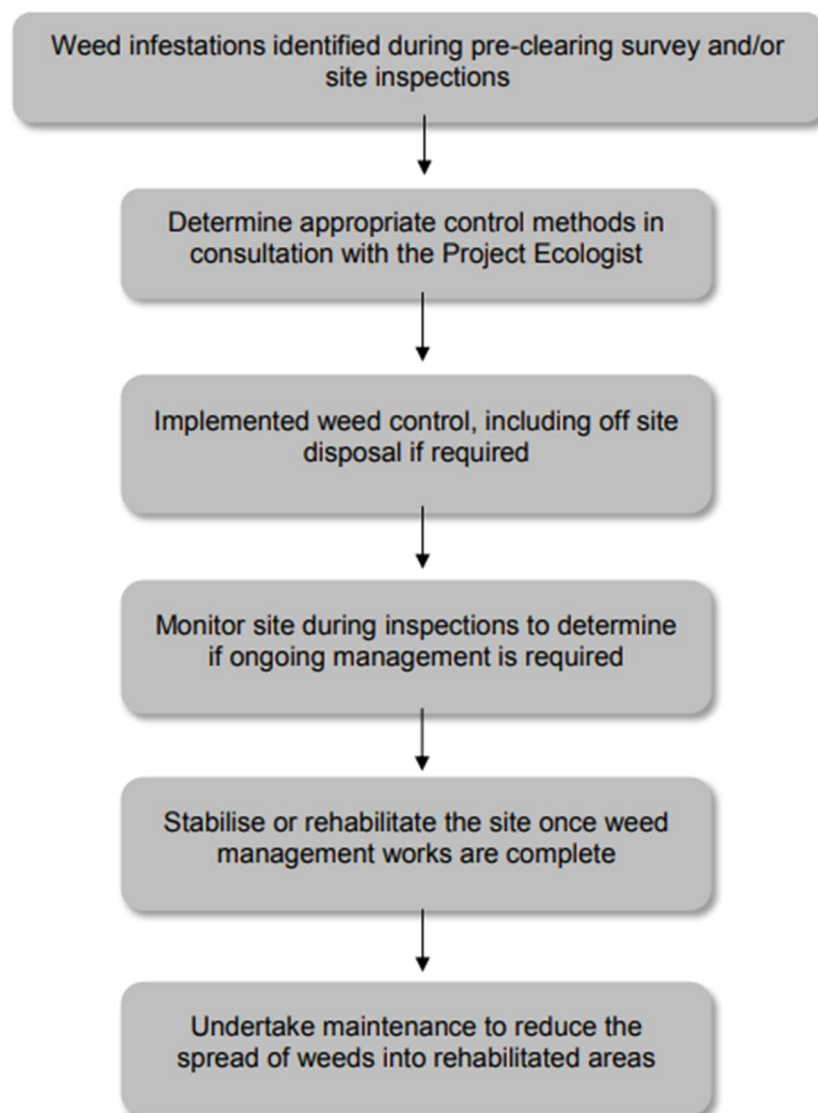 Weed infestations identified during pre-clearing survey and/or
site inspections
Determine appropriate control methods in
consultation with the Project Ecologist
Implemented weed control, including off site
disposal if required
Monitor site during inspections to determine
if ongoing management is required
Stabilise or rehabilitate the site once weed
management works are complete
Undertake maintenance to reduce the
spread of weeds into rehabilitated areas